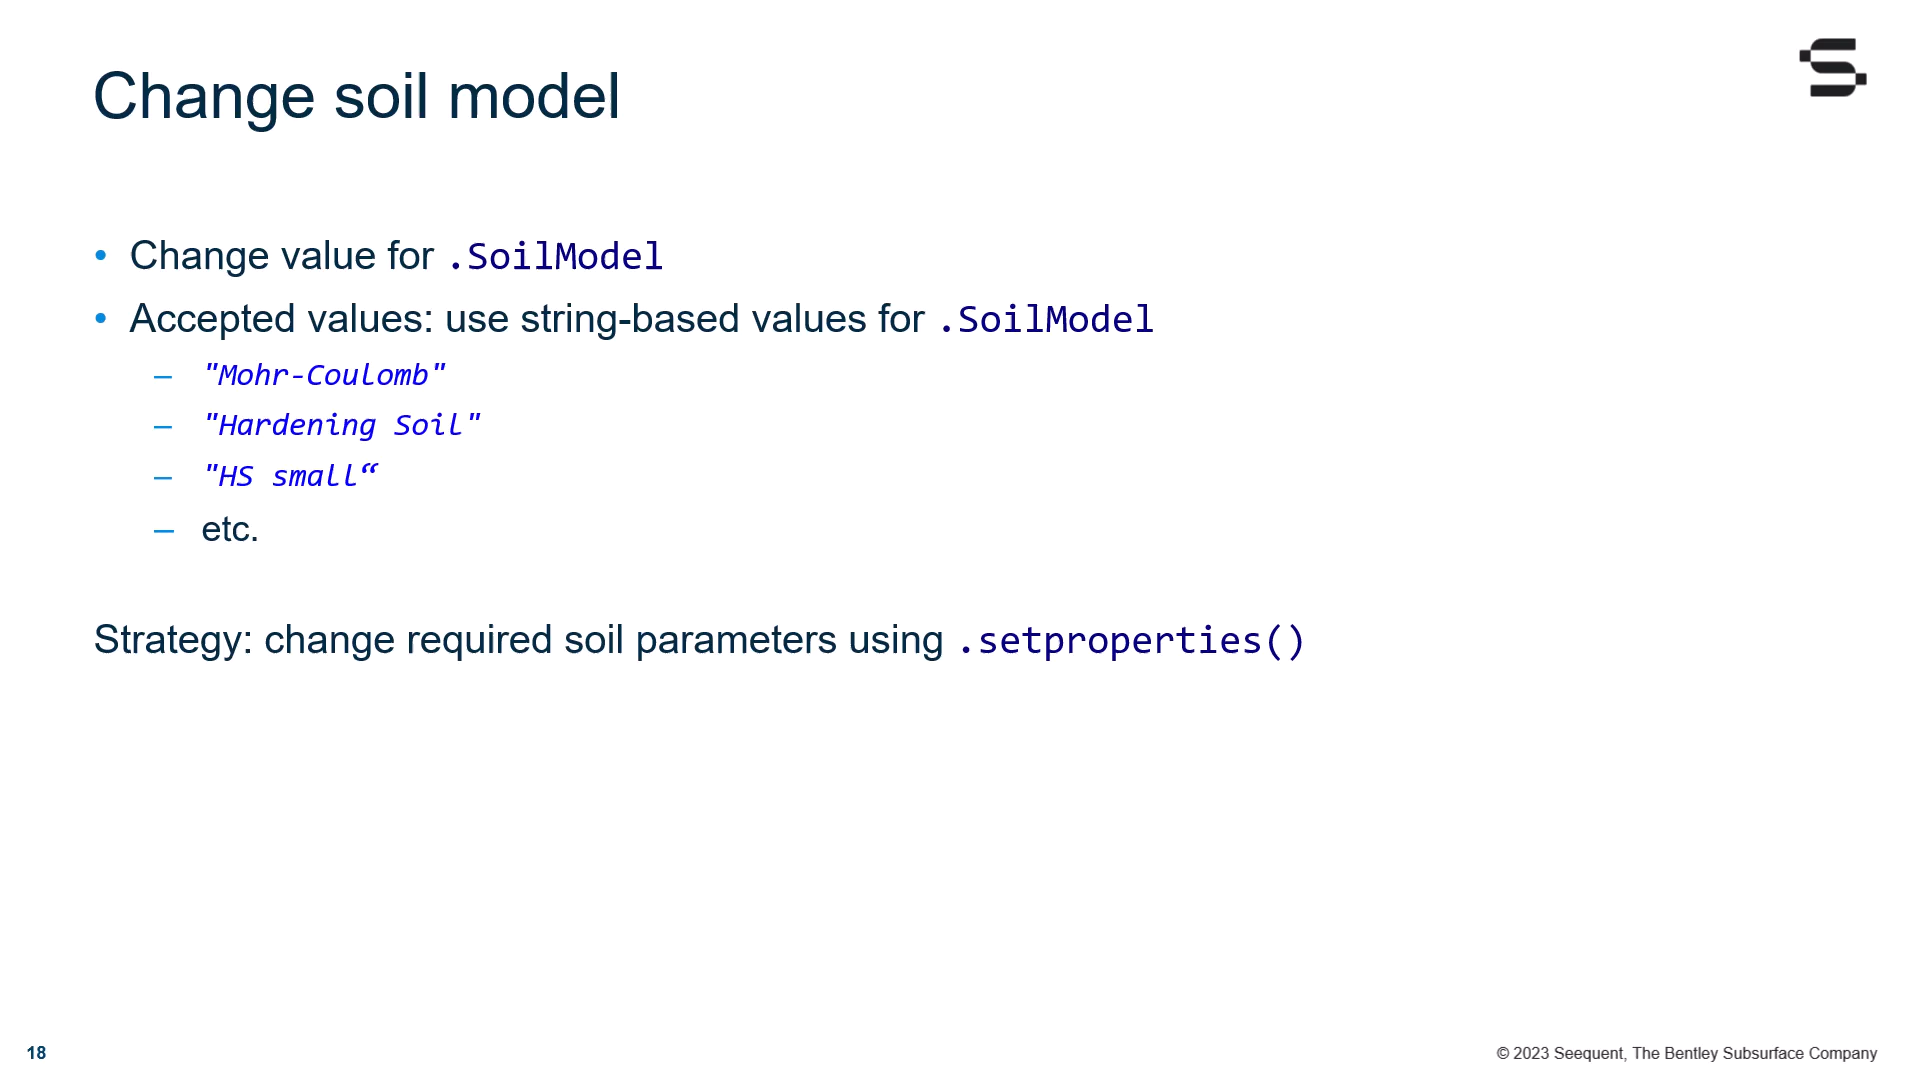 Change soil model
• Change value for .SoilModel
• Accepted values: use string-based values for .SoilModel
– "Mohr-Coulomb"
– "Hardening Soil"
– "HS small“
– etc.
Strategy: change required soil parameters using .setproperties()
18
© 2023 Seequent, The Bentley Subsurface Company